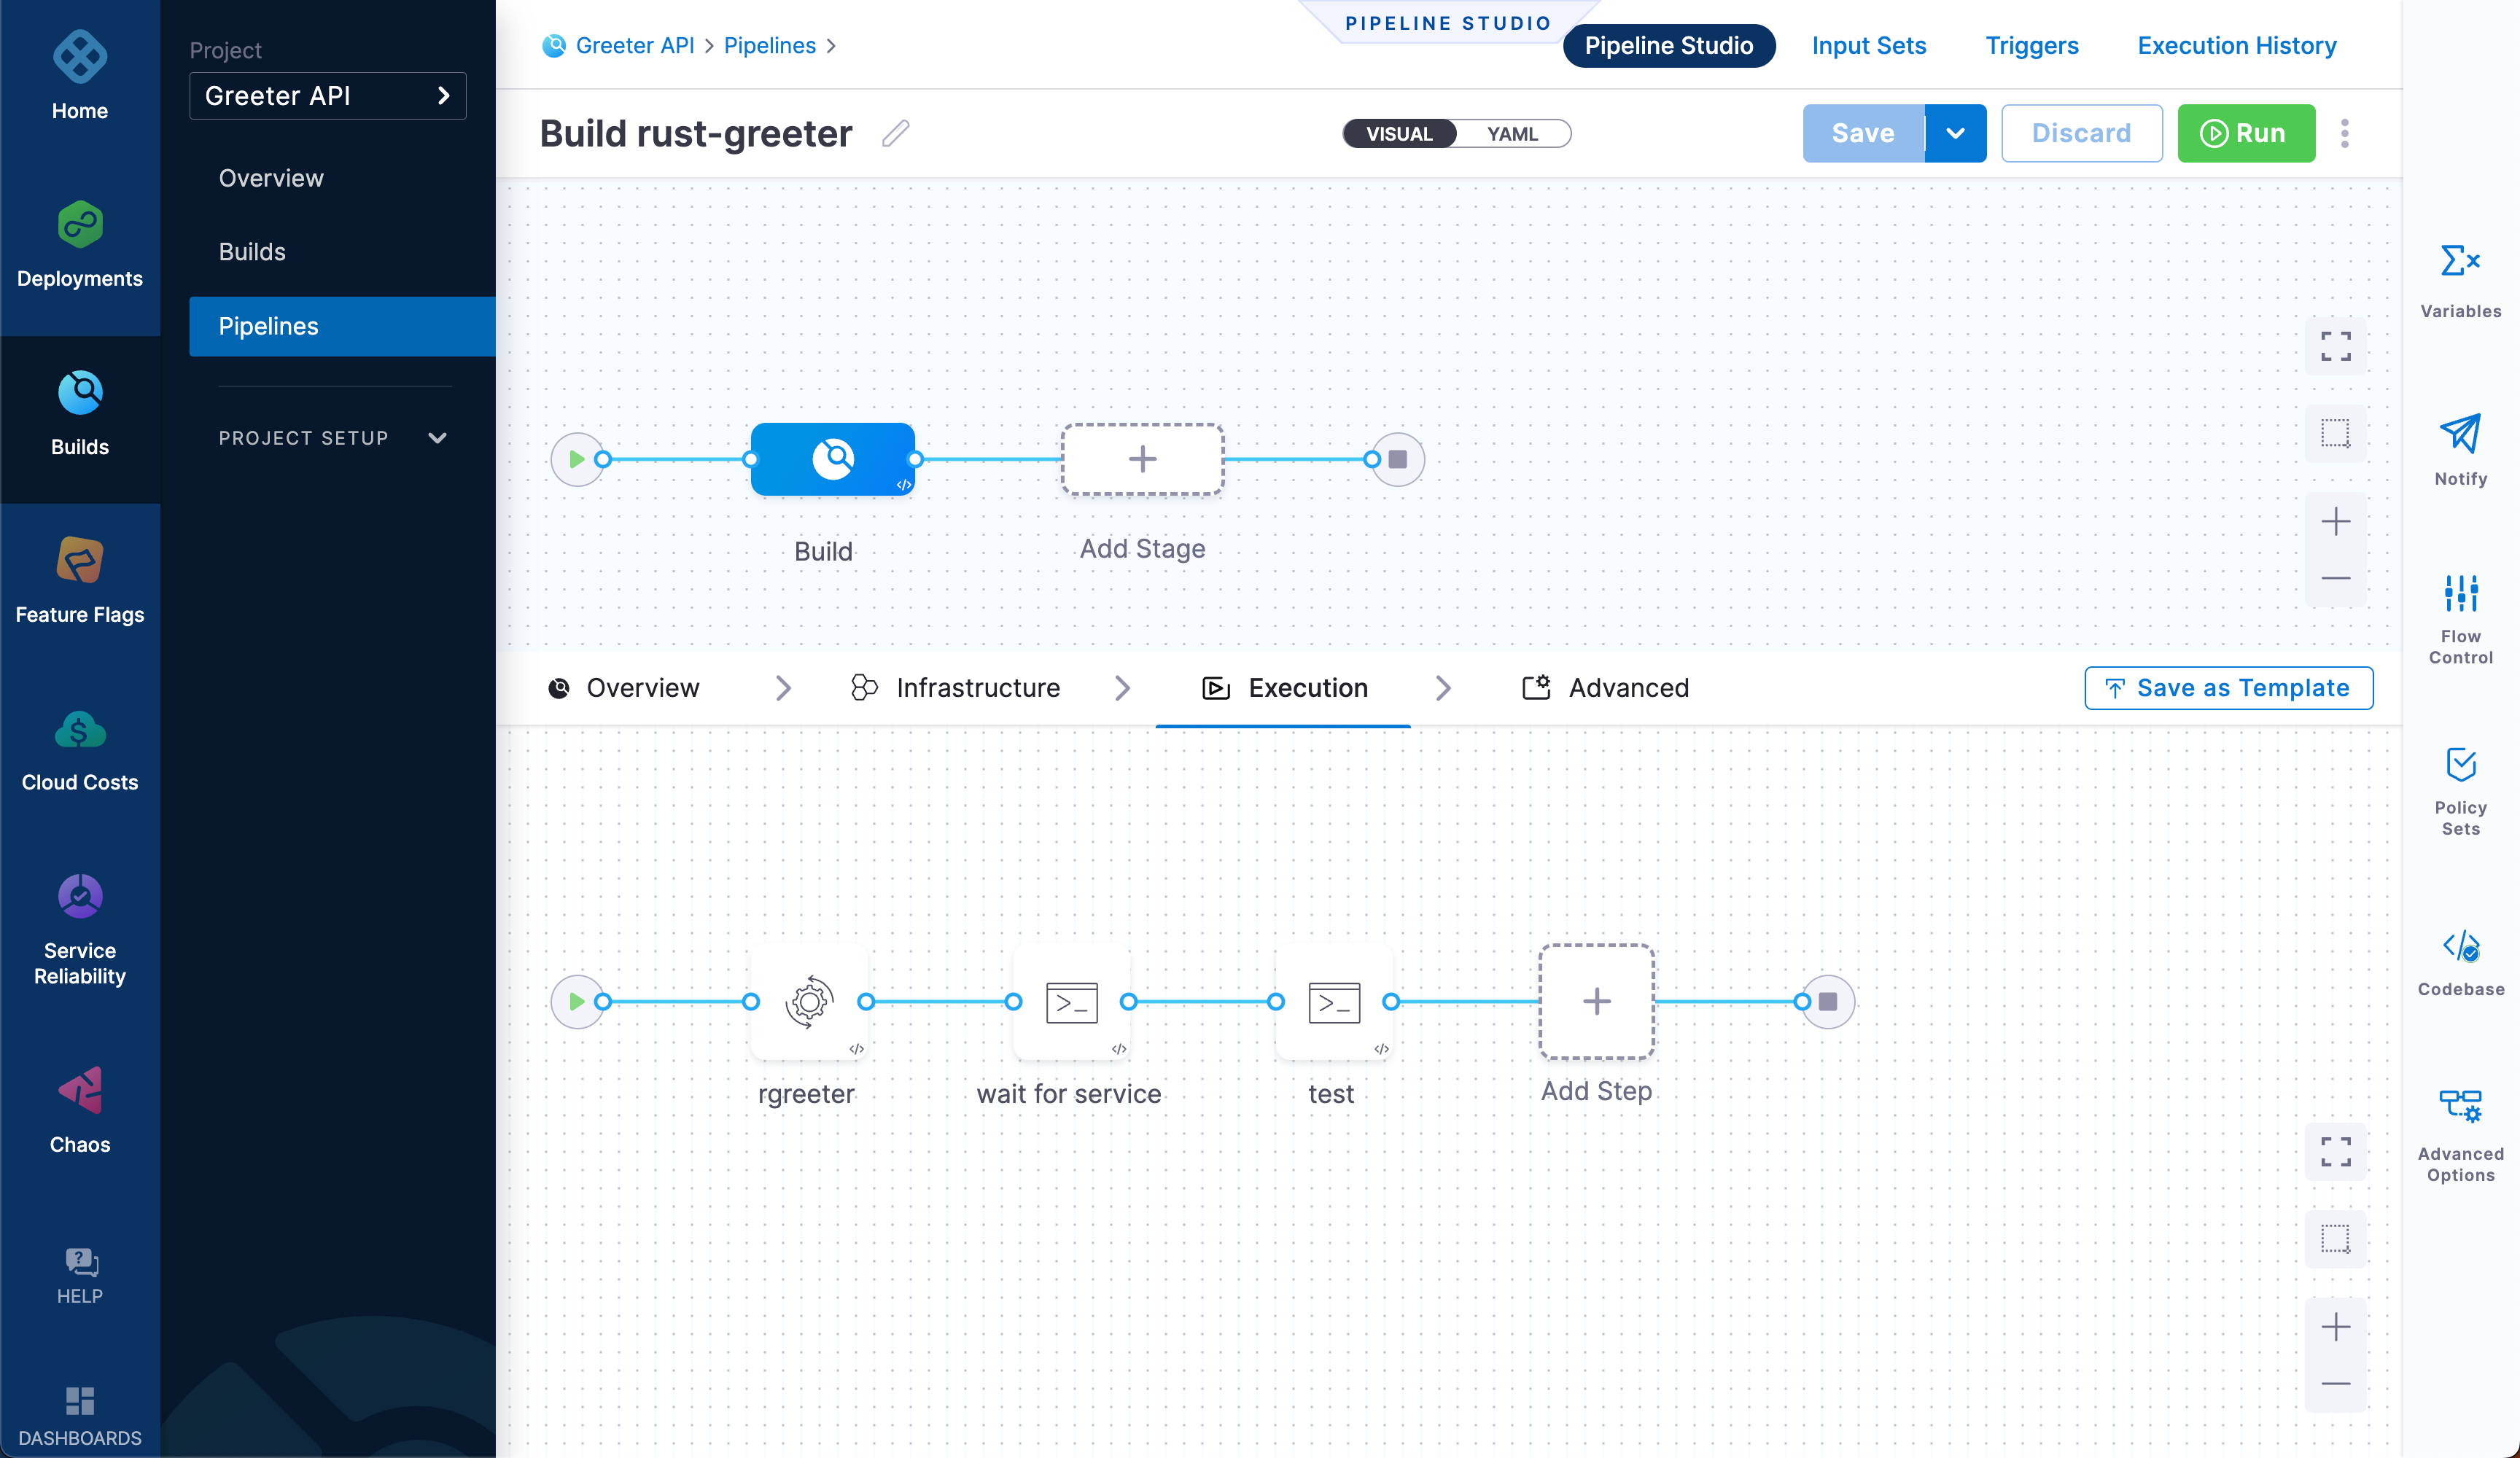 Home
Deployments
Builds
Feature Flags
Cloud Costs
Service
Reliability
Chaos
HELP
DASHBOARDS
Project
Greeter API
Overview
Builds
Pipelines
PROJECT SETUP
PIPELINE STUDIO
Greeter API > Pipelines >
Pipeline Studio
Input Sets
Triggers
Execution History
Build rust-greeter
VISUAL
YAML
Save
Discard
Run
Build
Add Stage
Overview
Infrastructure
Execution
Advanced
Save as Template
rgreeter
wait for service
test
Add Step
Variables
Notify
Flow
Control
Policy
Sets
Codebase
Advanced
Options